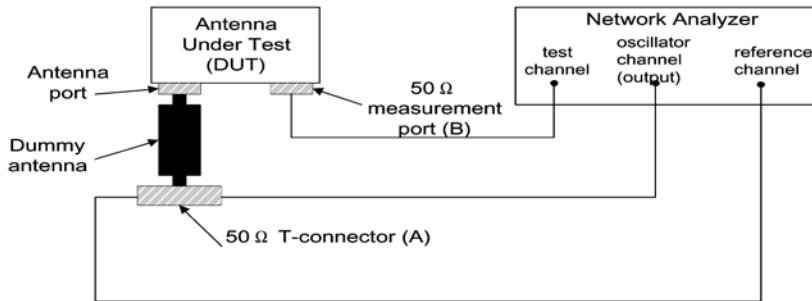 Antenna
Under Test
(DUT)
Network Analyzer
test
channel
oscillator
channel
(output)
reference
channel
Antenna
port
50 Ω
measurement
port (B)
Dummy
antenna
50 Ω T-connector (A)